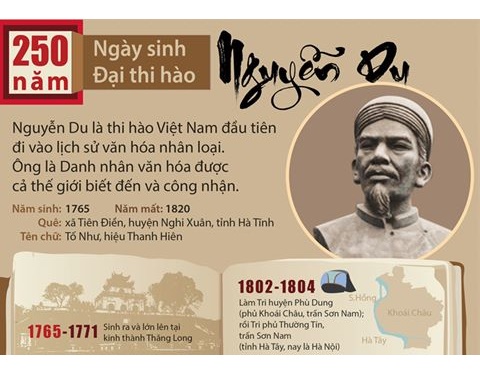 250
năm
Ngày sinh
Đại thi hào
Nguyễn Du
Nguyễn Du là thi hào Việt Nam đầu tiên
đi vào lịch sử văn hóa nhân loại.
Ông là Danh nhân văn hóa được
cả thế giới biết đến và công nhận.
Năm sinh: 1765 Năm mất: 1820
Quê: xã Tiên Điền, huyện Nghi Xuân, tỉnh Hà Tĩnh
Tên chữ: Tố Như, hiệu Thanh Hiên
1765-1771
Sinh ra và lớn lên tại
kinh thành Thăng Long
1802-1804
Làm Tri huyện Phù Dung
(phủ Khoái Châu, trấn Sơn Nam);
rồi Tri phủ Thường Tín,
trấn Sơn Nam
(tỉnh Hà Tây, nay là Hà Nội)
S.Hồng
Khoái Châu
Hà Tây